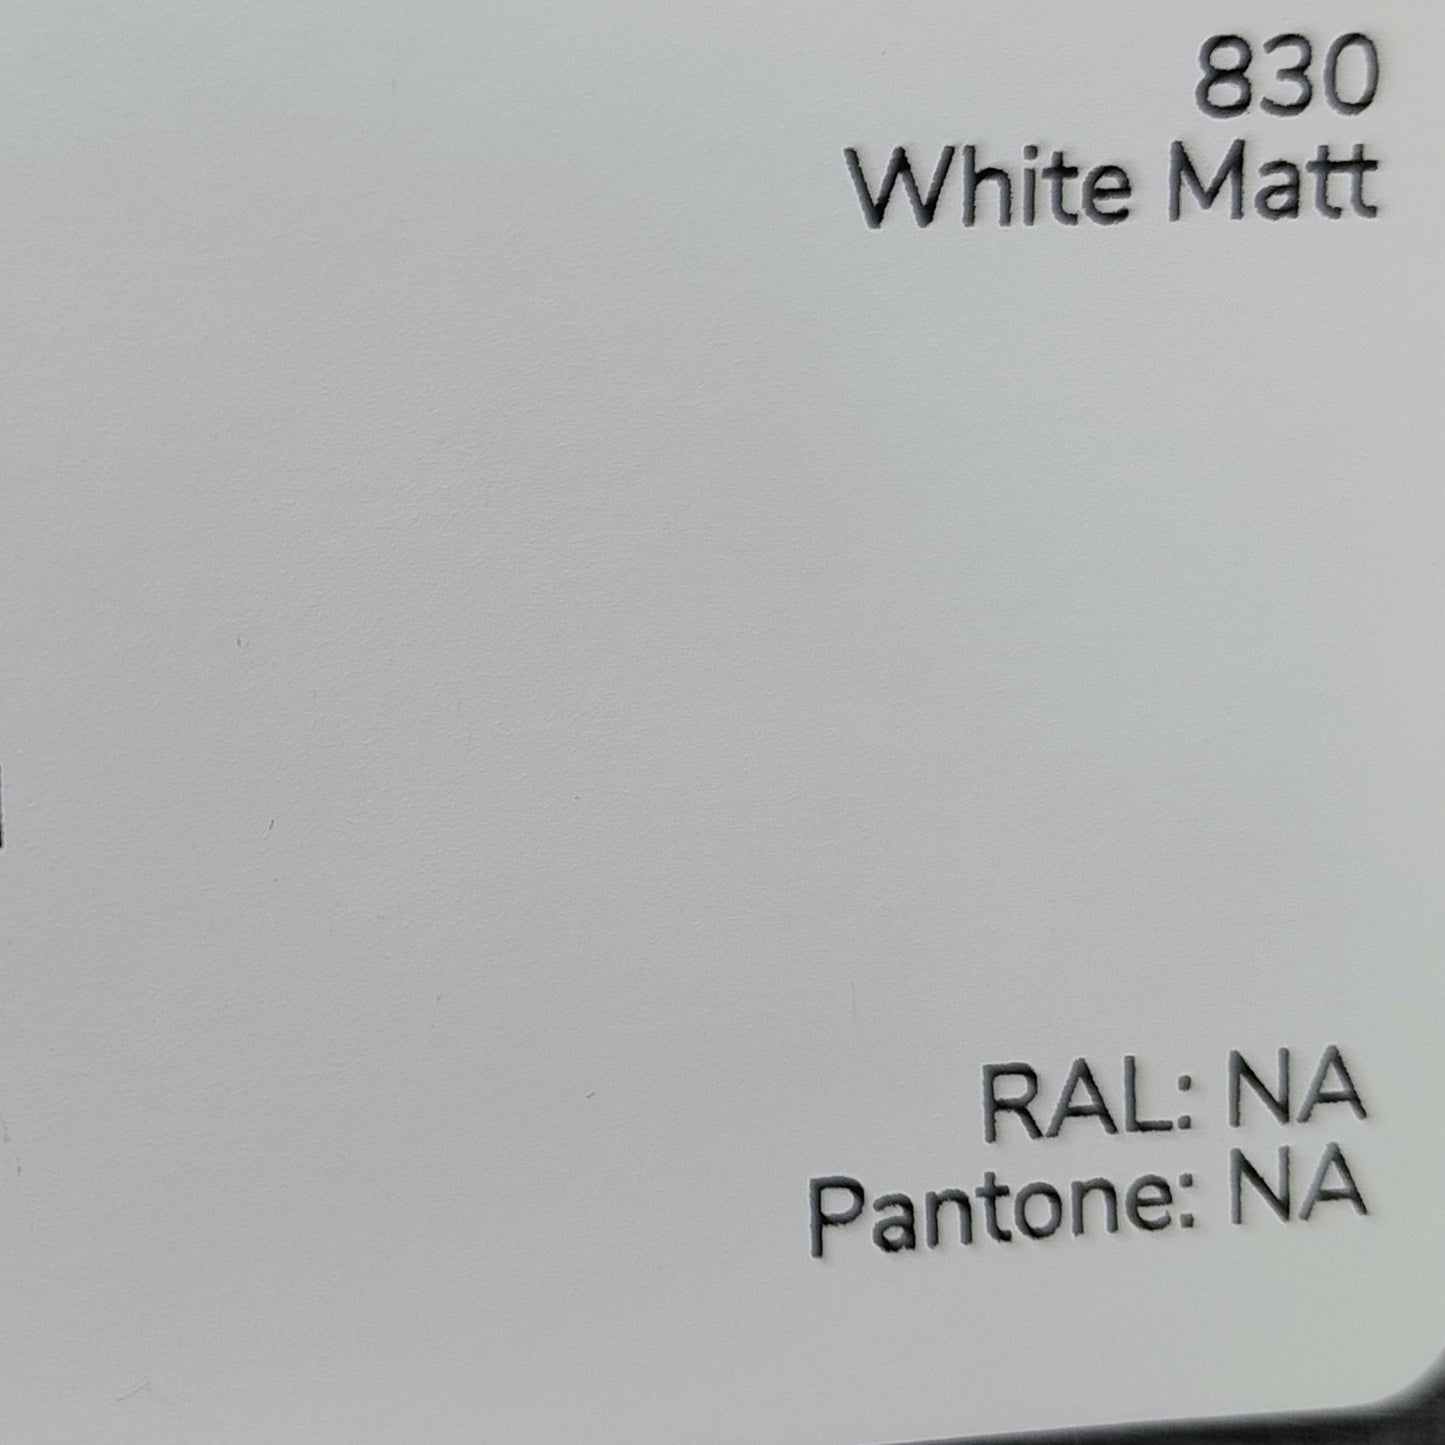 830
White Matt
RAL: NA
Pantone: NA